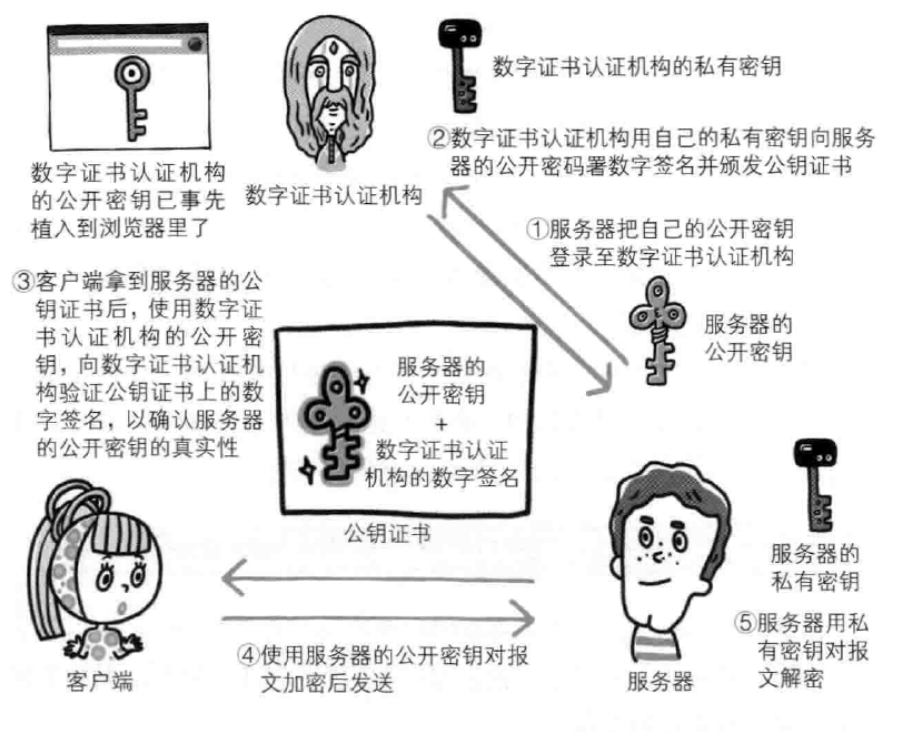 数字证书认证机构的私有密钥
②数字证书认证机构用自己的私有密钥向服务
器的公开密码署数字签名并颁发公钥证书
数字证书认证机构
的公开密钥已事先
植入到浏览器里了
数字证书认证机构
①服务器把自己的公开密钥
登录至数字证书认证机构
③客户端拿到服务器的公
钥证书后，使用数字证
书认证机构的公开密
钥，向数字证书认证机
构验证公钥证书上的数
字签名，以确认服务器
的公开密钥的真实性
服务器的
公开密钥
服务器的
公开密钥
+
数字证书认证
机构的数字签名
公钥证书
服务器的
私有密钥
④使用服务器的公开密钥对报
文加密后发送
⑤服务器用私
有密钥对报
文解密
客户端
服务器